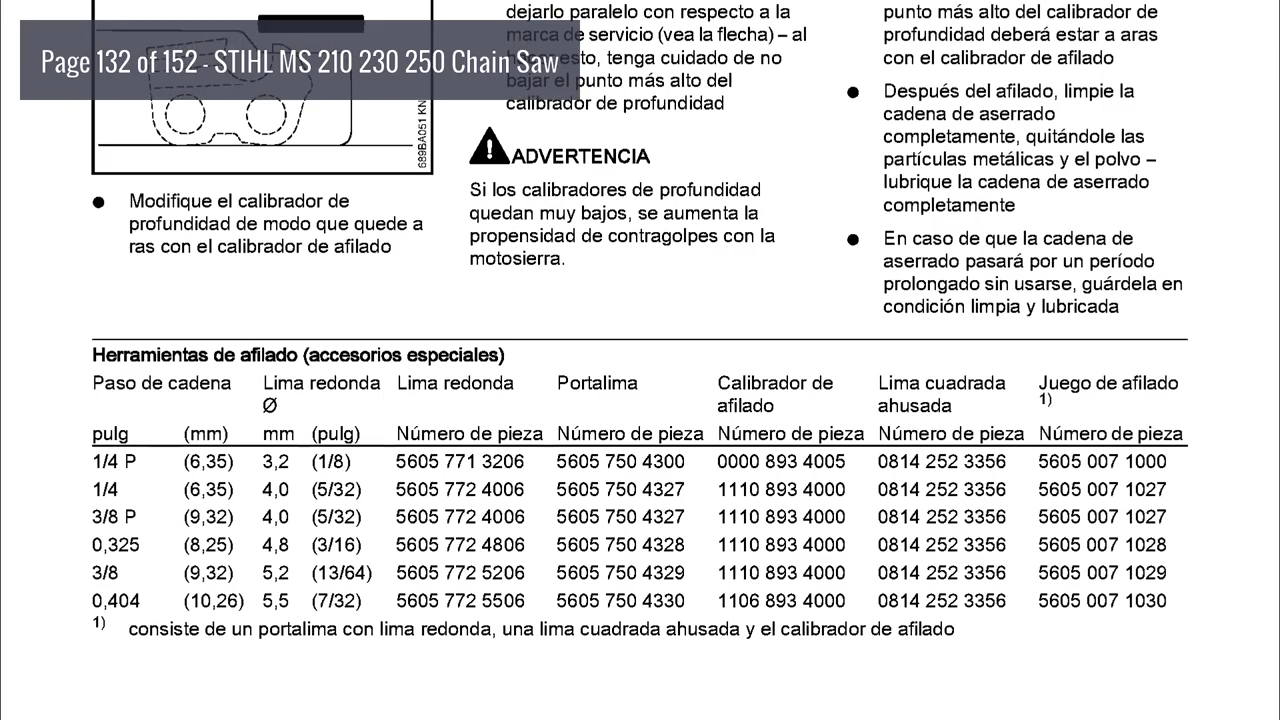 Page 132 of 152 - STIHL MS 210 230 250 Chain Saw
689BA051 KN
Modifique el calibrador de
profundidad de modo que quede a
ras con el calibrador de afilado
dejarlo paralelo con respecto a la
marca de servicio (vea la flecha) – al
esto, tenga cuidado de no
bajar el punto más alto del
calibrador de profundidad
ADVERTENCIA
Si los calibradores de profundidad
quedan muy bajos, se aumenta la
propensidad de contragolpes con la
motosierra.
punto más alto del calibrador de
profundidad deberá estar a aras
con el calibrador de afilado
Después del afilado, limpie la
cadena de aserrado
completamente, quitándole las
partículas metálicas y el polvo –
lubrique la cadena de aserrado
completamente
En caso de que la cadena de
aserrado pasará por un período
prolongado sin usarse, guárdela en
condición limpia y lubricada
Herramientas de afilado (accesorios especiales)
Paso de cadena Lima redonda Lima redonda Portalima Calibrador de Lima cuadrada Juego de afilado
Ø afilado ahusada 1)
pulg (mm) mm (pulg) Número de pieza Número de pieza Número de pieza Número de pieza Número de pieza
1/4 P (6,35) 3,2 (1/8) 5605 771 3206 5605 750 4300 0000 893 4005 0814 252 3356 5605 007 1000
1/4 (6,35) 4,0 (5/32) 5605 772 4006 5605 750 4327 1110 893 4000 0814 252 3356 5605 007 1027
3/8 P (9,32) 4,0 (5/32) 5605 772 4006 5605 750 4327 1110 893 4000 0814 252 3356 5605 007 1027
0,325 (8,25) 4,8 (3/16) 5605 772 4806 5605 750 4328 1110 893 4000 0814 252 3356 5605 007 1028
3/8 (9,32) 5,2 (13/64) 5605 772 5206 5605 750 4329 1110 893 4000 0814 252 3356 5605 007 1029
0,404 (10,26) 5,5 (7/32) 5605 772 5506 5605 750 4330 1106 893 4000 0814 252 3356 5605 007 1030
1) consiste de un portalima con lima redonda, una lima cuadrada ahusada y el calibrador de afilado